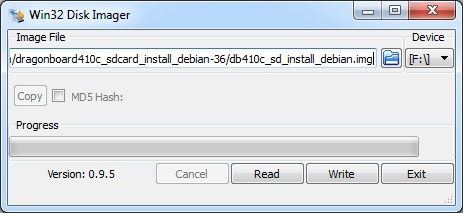 Win32 Disk Imager
Image File
Device
/dragonboard410c_sdcard_install_debian-36/db410c_sd_install_debian.img
[F:\]
Copy
MD5 Hash:
Progress
Version: 0.9.5
Cancel
Read
Write
Exit